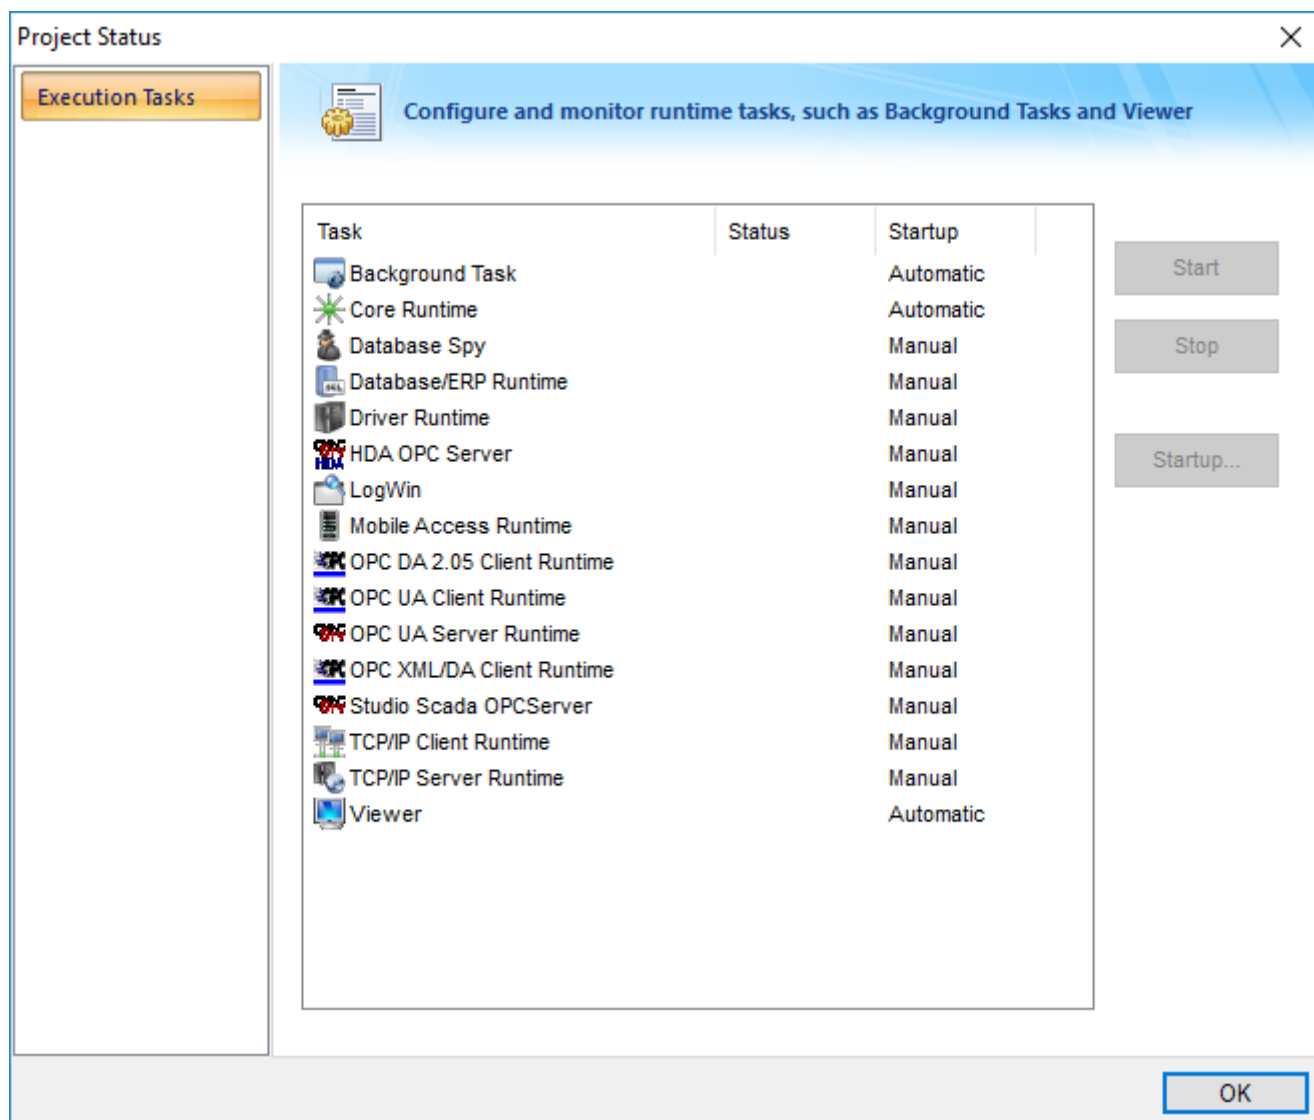 Project Status
Execution Tasks
Configure and monitor runtime tasks, such as Background Tasks and Viewer
Task Status Startup
Background Task Automatic
Core Runtime Automatic
Database Spy Manual
Database/ERP Runtime Manual
Driver Runtime Manual
HDA OPC Server Manual
LogWin Manual
Mobile Access Runtime Manual
OPC DA 2.05 Client Runtime Manual
OPC UA Client Runtime Manual
OPC UA Server Runtime Manual
OPC XML/DA Client Runtime Manual
Studio Scada OPCServer Manual
TCP/IP Client Runtime Manual
TCP/IP Server Runtime Manual
Viewer Automatic
Start
Stop
Startup...
OK